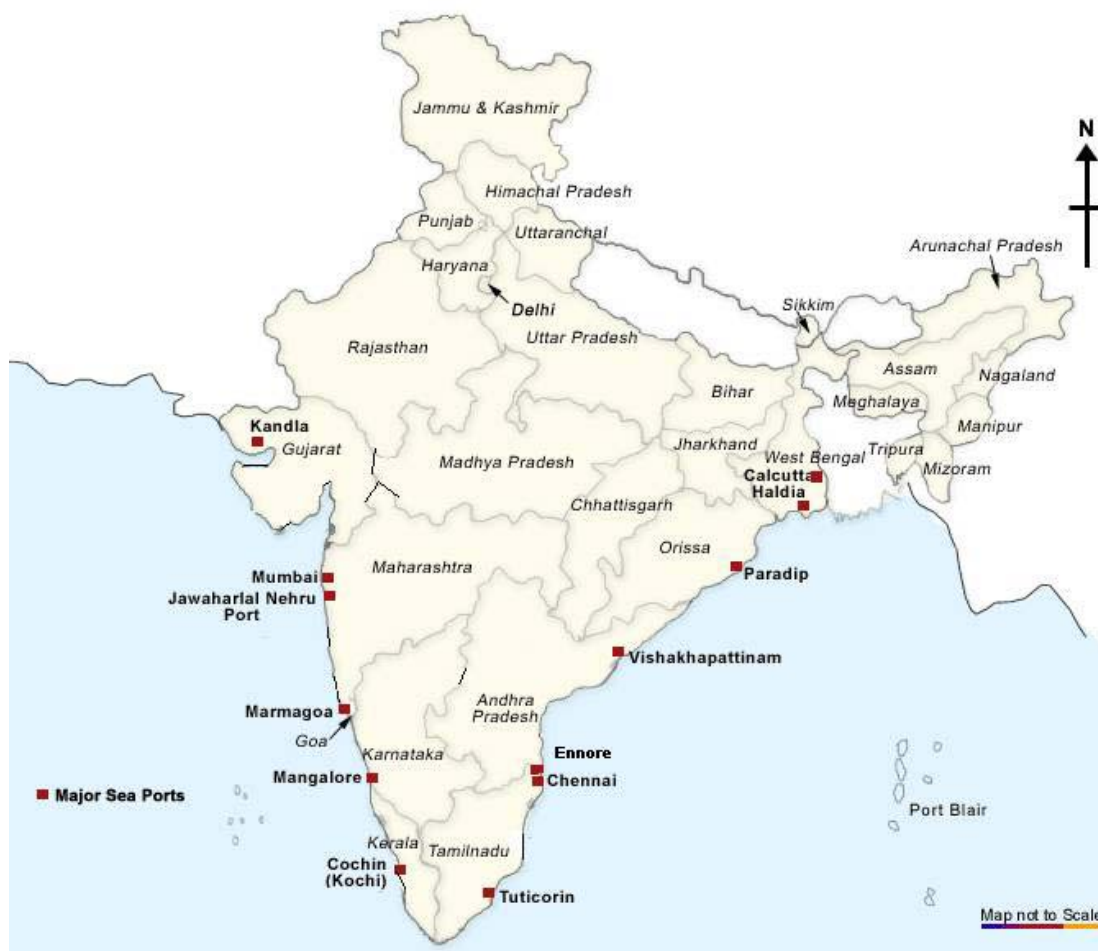 Jammu & Kashmir
N
Himachal Pradesh
Punjab
Uttaranchal
Arunachal Pradesh
Haryana
Sikkim
Delhi
Uttar Pradesh
Rajasthan
Assam
Nagaland
Bihar
Meghalaya
Manipur
Kandla
Gujarat
Jharkhand
Tripura
West Bengal
Madhya Pradesh
Mizoram
Calcutta
Haldia
Chhattisgarh
Orissa
Maharashtra
Paradip
Mumbai
Jawaharlal Nehru
Port
Vishakhapattinam
Andhra
Pradesh
Marmagoa
Goa
Karnataka
Ennore
Mangalore
Chennai
Major Sea Ports
Port Blair
Kerala
Tamilnadu
Cochin
(Kochi)
Tuticorin
Map not to Scale